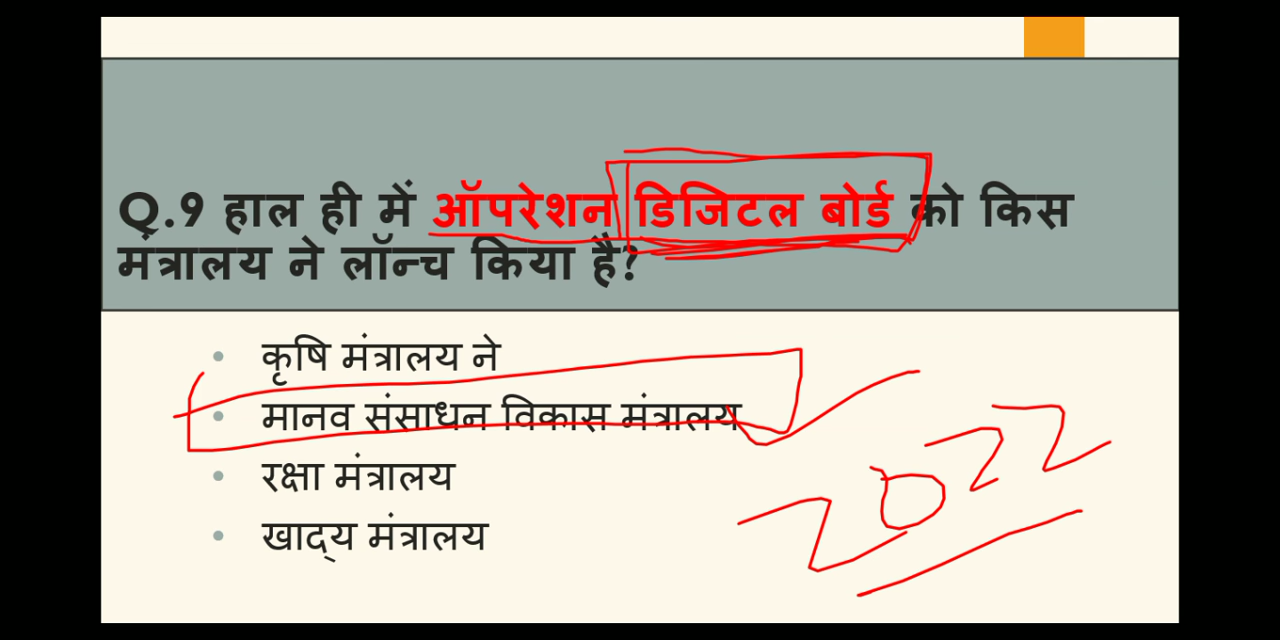 Q.9 हाल ही में ऑपरेशन डिजिटल बोर्ड को किस
मंत्रालय ने लॉन्च किया है?
• कृषि मंत्रालय ने
• मानव संसाधन विकास मंत्रालय
• रक्षा मंत्रालय
• खाद्य मंत्रालय
2022